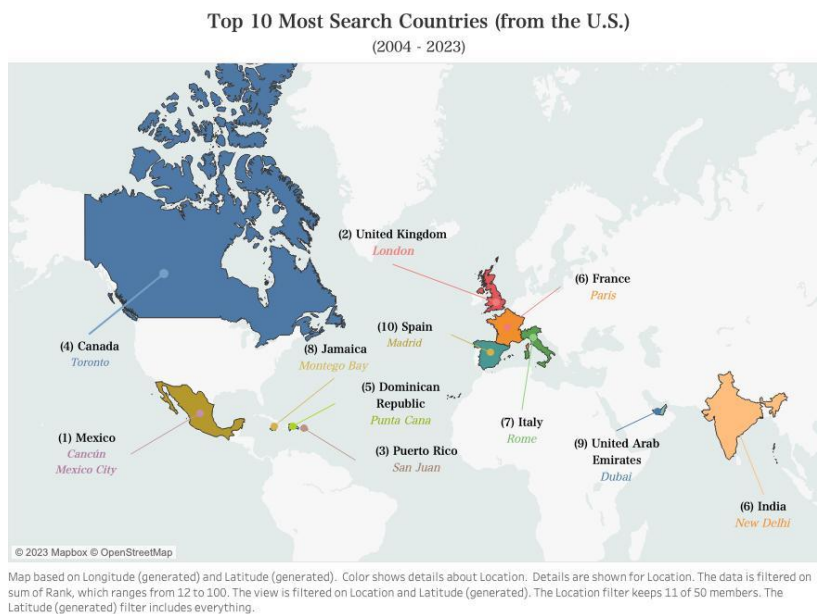 Top 10 Most Search Countries (from the U.S.)
(2004 - 2023)
(2) United Kingdom
London
(6) France
Paris
(10) Spain
Madrid
(4) Canada
Toronto
(8) Jamaica
Montego Bay
(5) Dominican
Republic
Punta Cana
(7) Italy
Rome
(1) Mexico
Cancún
Mexico City
(3) Puerto Rico
San Juan
(9) United Arab
Emirates
Dubai
(6) India
New Delhi
© 2023 Mapbox © OpenStreetMap
Map based on Longitude (generated) and Latitude (generated). Color shows details about Location. Details are shown for Location. The data is filtered on
sum of Rank, which ranges from 12 to 100. The view is filtered on Location and Latitude (generated). The Location filter keeps 11 of 50 members. The
Latitude (generated) filter includes everything.